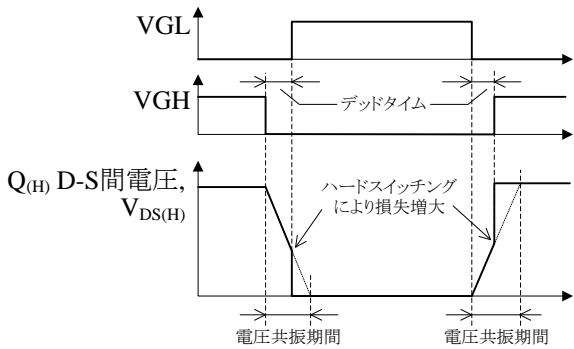 VGL
デッドタイム
VGH
Q(H) D-S間電圧,
VDS(H)
ハードスイッチング
により損失増大
電圧共振期間
電圧共振期間